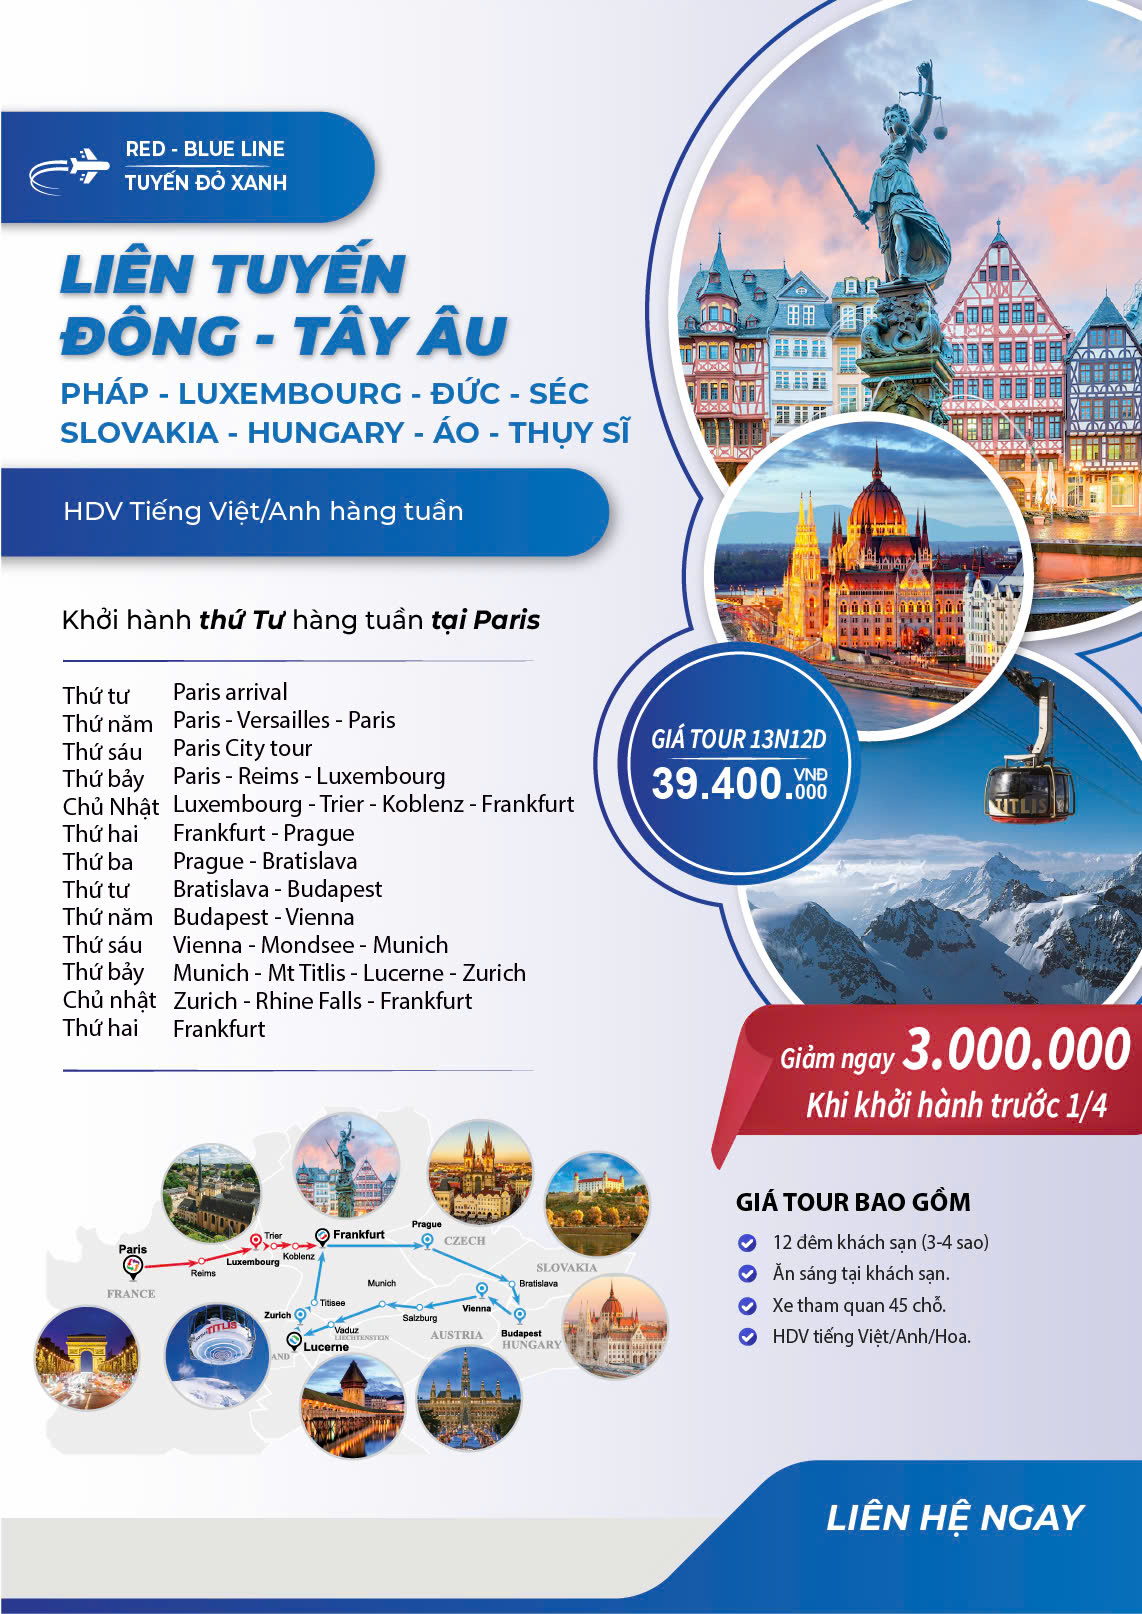 RED - BLUE LINE
TUYẾN ĐỎ XANH
LIÊN TUYẾN
ĐÔNG - TÂY ÂU
PHÁP - LUXEMBOURG - ĐỨC - SÉC
SLOVAKIA - HUNGARY - ÁO - THỤY SĨ
HDV Tiếng Việt/Anh hàng tuần
Khởi hành thứ Tư hàng tuần tại Paris
Thứ tư Paris arrival
Thứ năm Paris - Versailles - Paris
Thứ sáu Paris City tour
Thứ bảy Paris - Reims - Luxembourg
Chủ Nhật Luxembourg - Trier - Koblenz - Frankfurt
Thứ hai Frankfurt - Prague
Thứ ba Prague - Bratislava
Thứ tư Bratislava - Budapest
Thứ năm Budapest - Vienna
Thứ sáu Vienna - Mondsee - Munich
Thứ bảy Munich - Mt Titlis - Lucerne - Zurich
Chủ nhật Zurich - Rhine Falls - Frankfurt
Thứ hai Frankfurt
GIÁ TOUR 13N12D
39.400.000 VNĐ
TITLIS
Giảm ngay 3.000.000
Khi khởi hành trước 1/4
GIÁ TOUR BAO GỒM
12 đêm khách sạn (3-4 sao)
Ăn sáng tại khách sạn.
Xe tham quan 45 chỗ.
HDV tiếng Việt/Anh/Hoa.
Paris
FRANCE
Reims
Luxembourg
Trier
Koblenz
Frankfurt
Prague
CZECH
SLOVAKIA
Bratislava
Budapest
HUNGARY
Vienna
AUSTRIA
Salzburg
Munich
Vaduz
LIECHTENSTEIN
Titisee
Zurich
Lucerne
AND
TITLIS
LIÊN HỆ NGAY